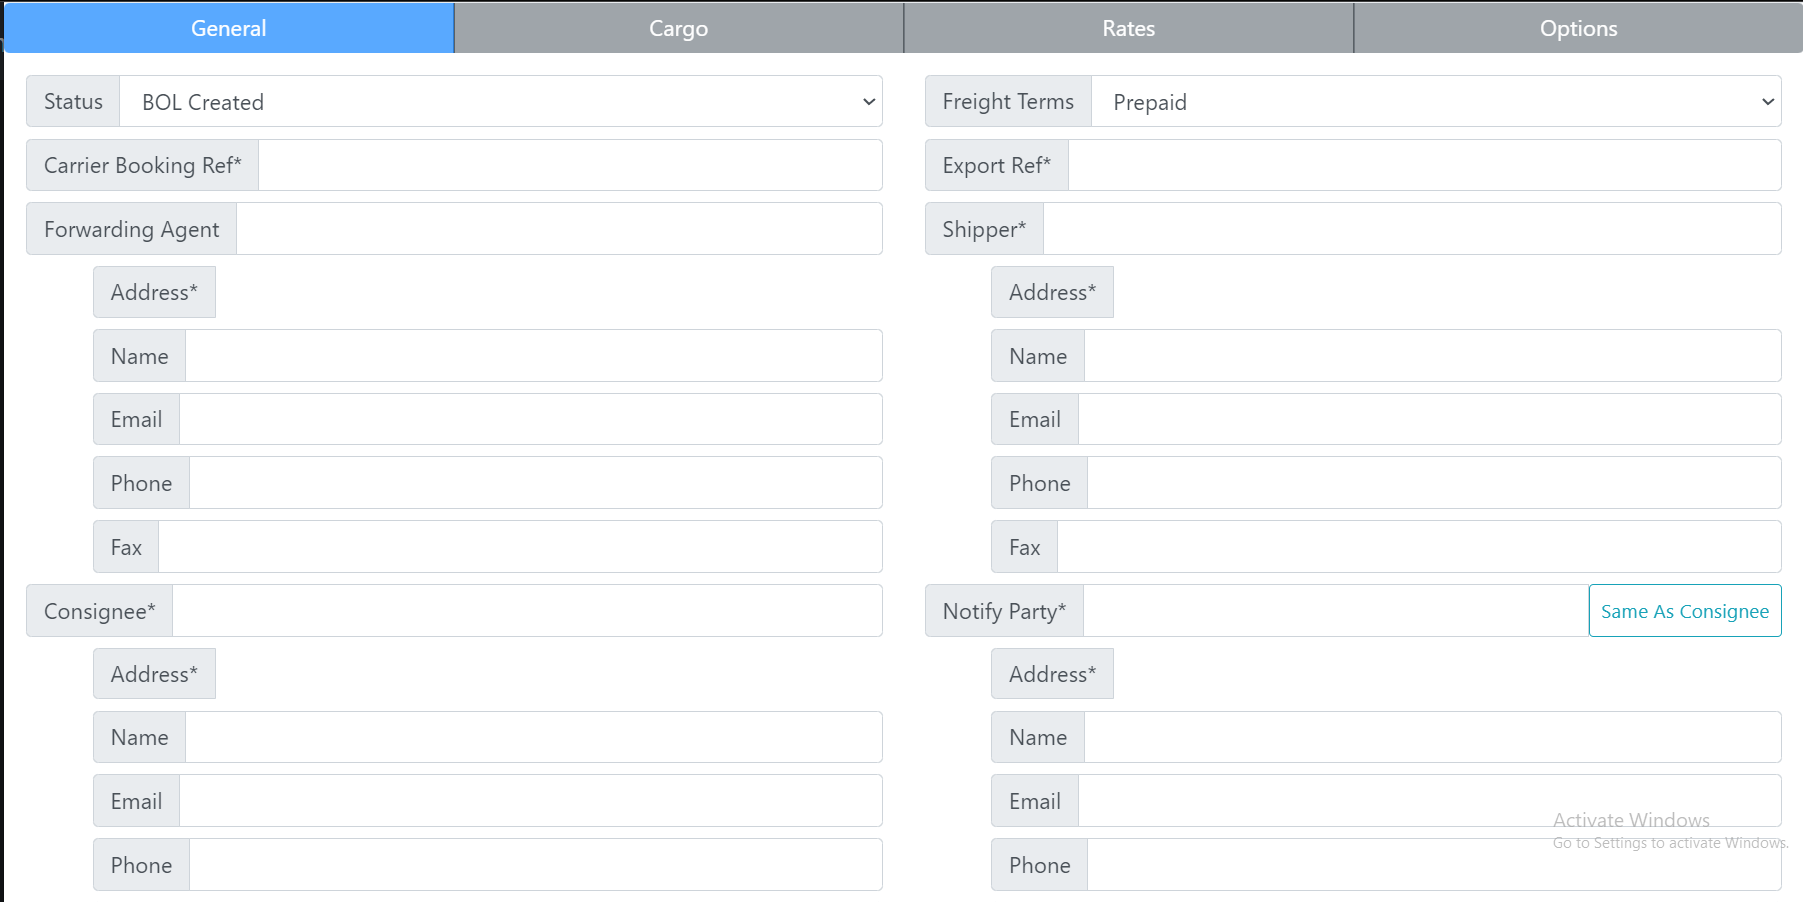 General Cargo Rates Options
Status BOL Created Freight Terms Prepaid
Carrier Booking Ref* Export Ref*
Forwarding Agent Shipper*
Address* Address*
Name Name
Email Email
Phone Phone
Fax Fax
Consignee* Notify Party* Same As Consignee
Address* Address*
Name Name
Email Email
Activate Windows
Go to Settings to activate Windows.
Phone Phone